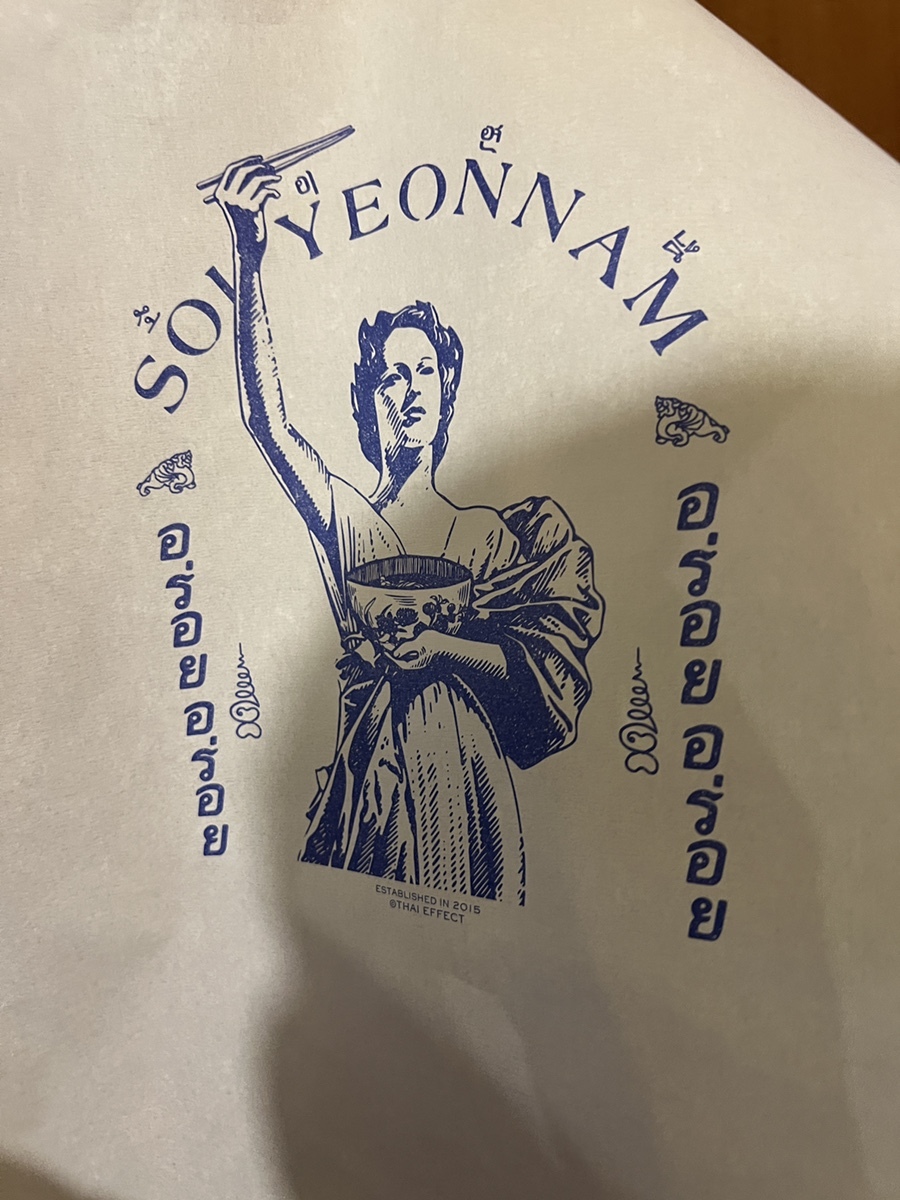 SOI YEONNAM
อร่อย อร่อย
อร่อย อร่อย
ESTABLISHED IN 2015
©THAI EFFECT